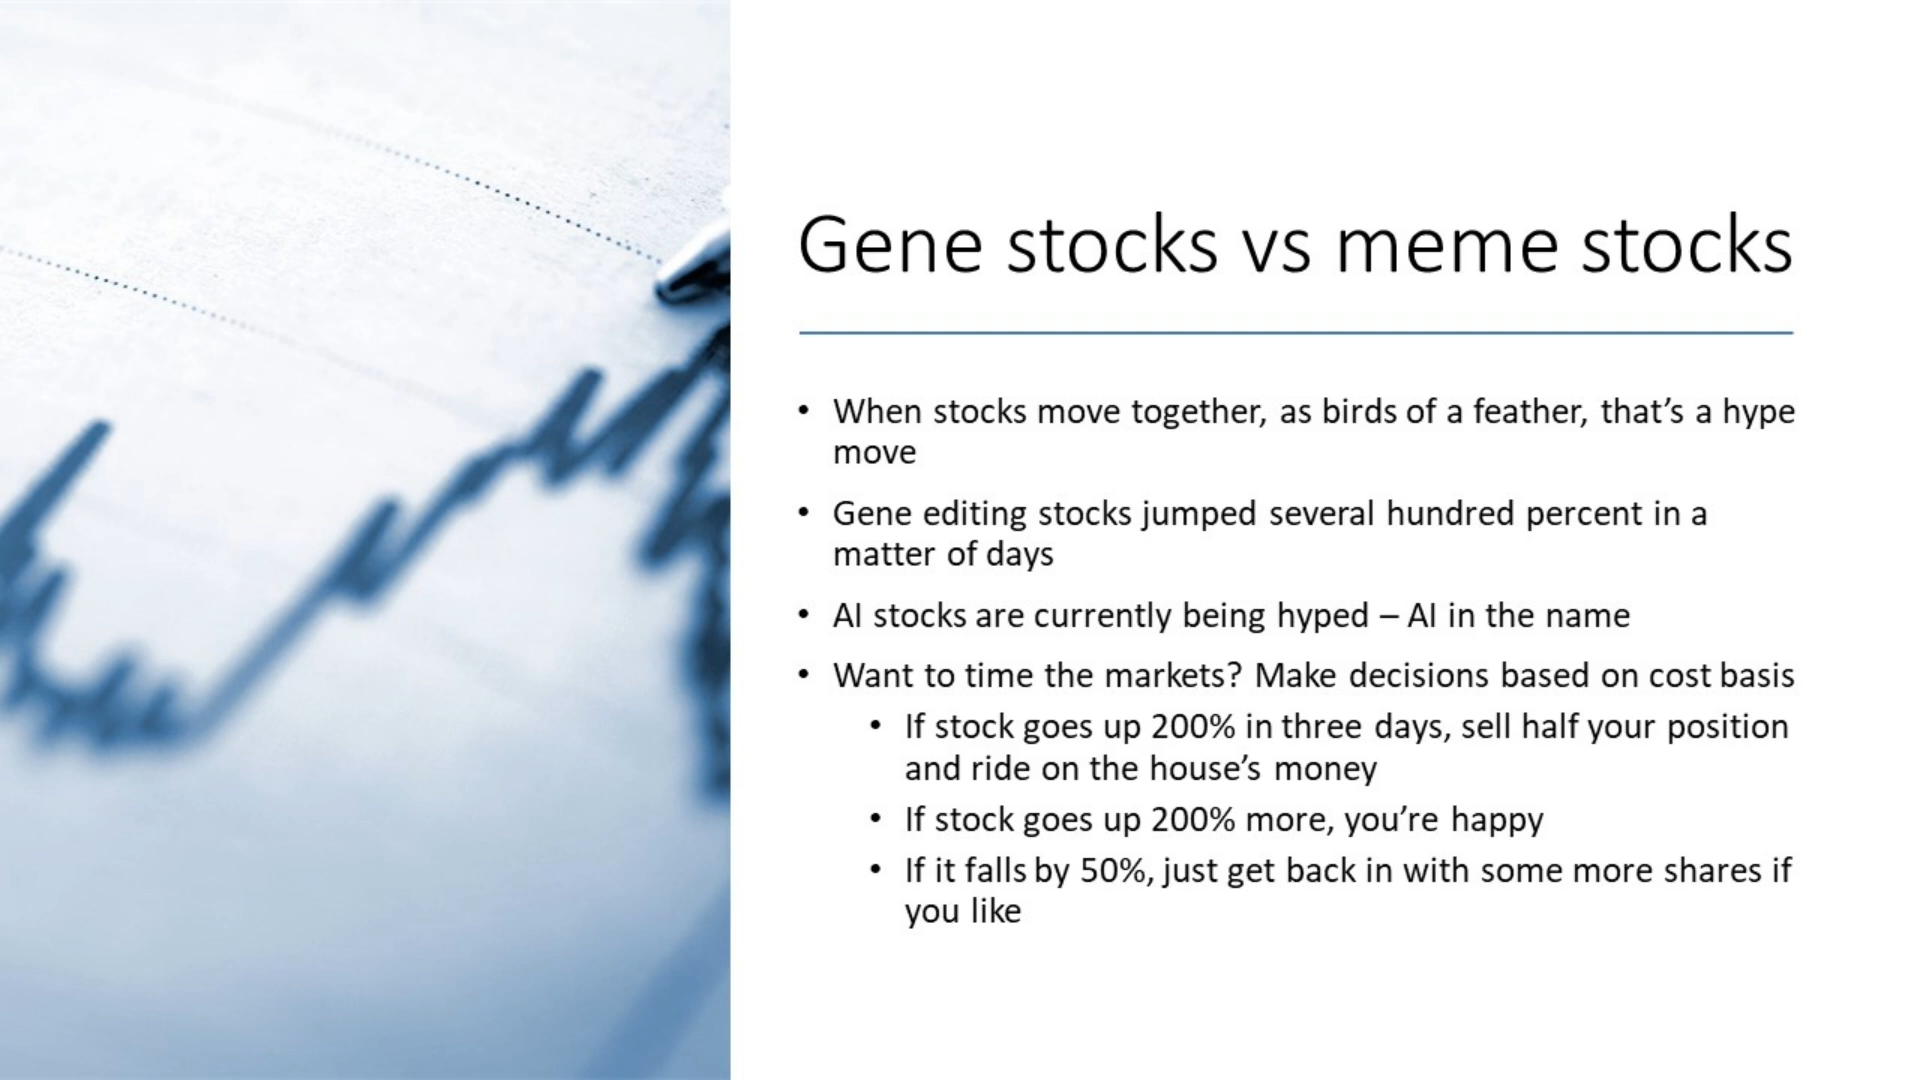 Gene stocks vs meme stocks
• When stocks move together, as birds of a feather, that’s a hype
move
• Gene editing stocks jumped several hundred percent in a
matter of days
• AI stocks are currently being hyped – AI in the name
• Want to time the markets? Make decisions based on cost basis
• If stock goes up 200% in three days, sell half your position
and ride on the house’s money
• If stock goes up 200% more, you’re happy
• If it falls by 50%, just get back in with some more shares if
you like